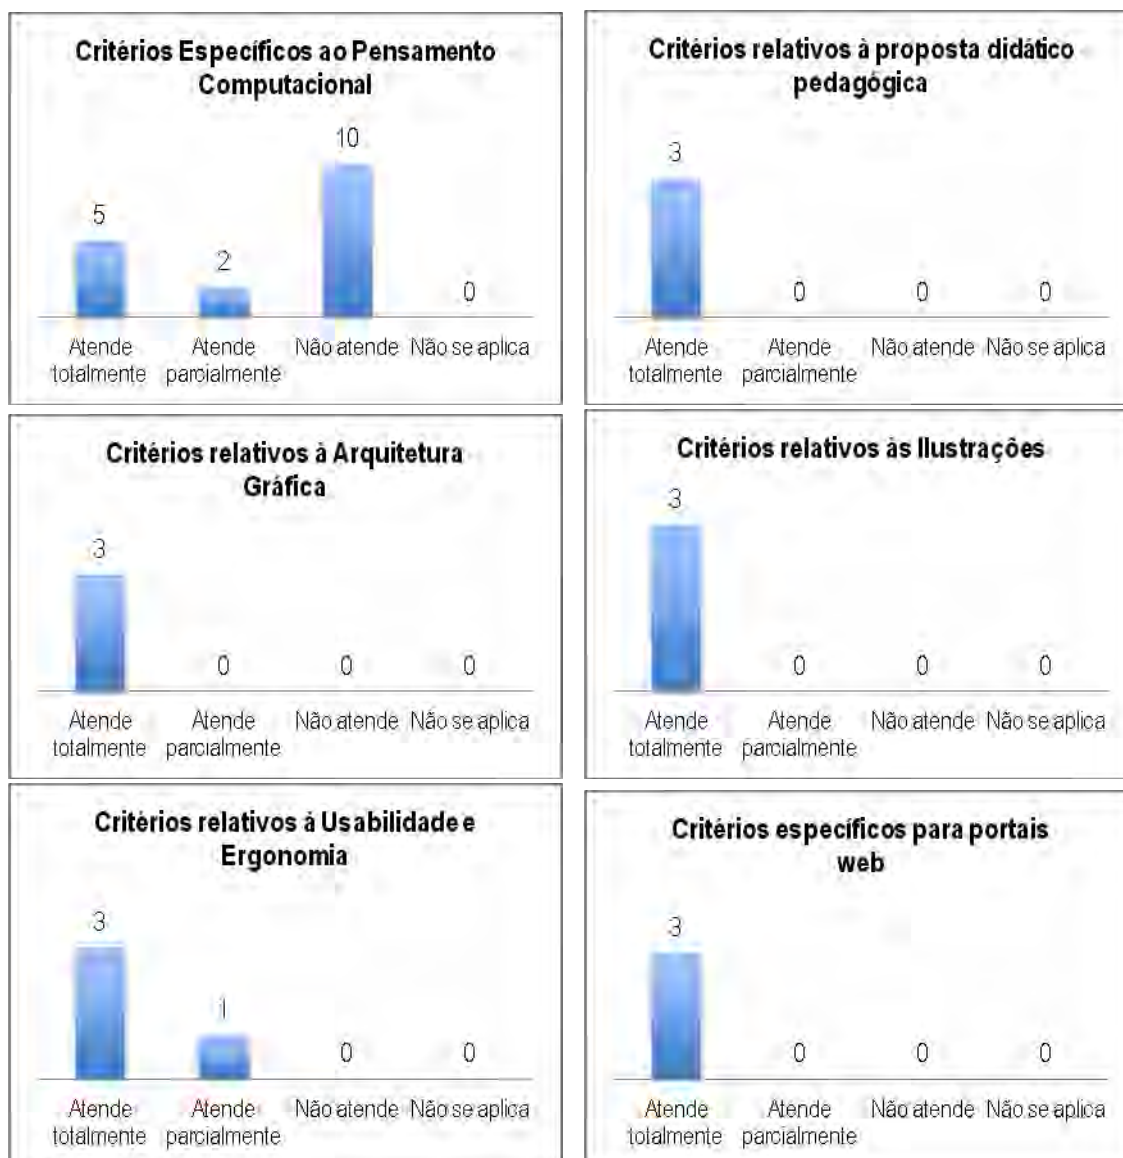 Critérios Específicos ao Pensamento
Computacional
10
5
2
0
Atende Atende Não atende Não se aplica
totalmente parcialmente
Critérios relativos à proposta didático
pedagógica
3
0 0 0
Atende Atende Não atende Não se aplica
totalmente parcialmente
Critérios relativos à Arquitetura
Gráfica
3
0 0 0
Atende Atende Não atende Não se aplica
totalmente parcialmente
Critérios relativos às Ilustrações
3
0 0 0
Atende Atende Não atende Não se aplica
totalmente parcialmente
Critérios relativos à Usabilidade e
Ergonomia
3
1
0 0
Atende Atende Não atende Não se aplica
totalmente parcialmente
Critérios específicos para portais
web
3
0 0 0
Atende Atende Não atende Não se aplica
totalmente parcialmente